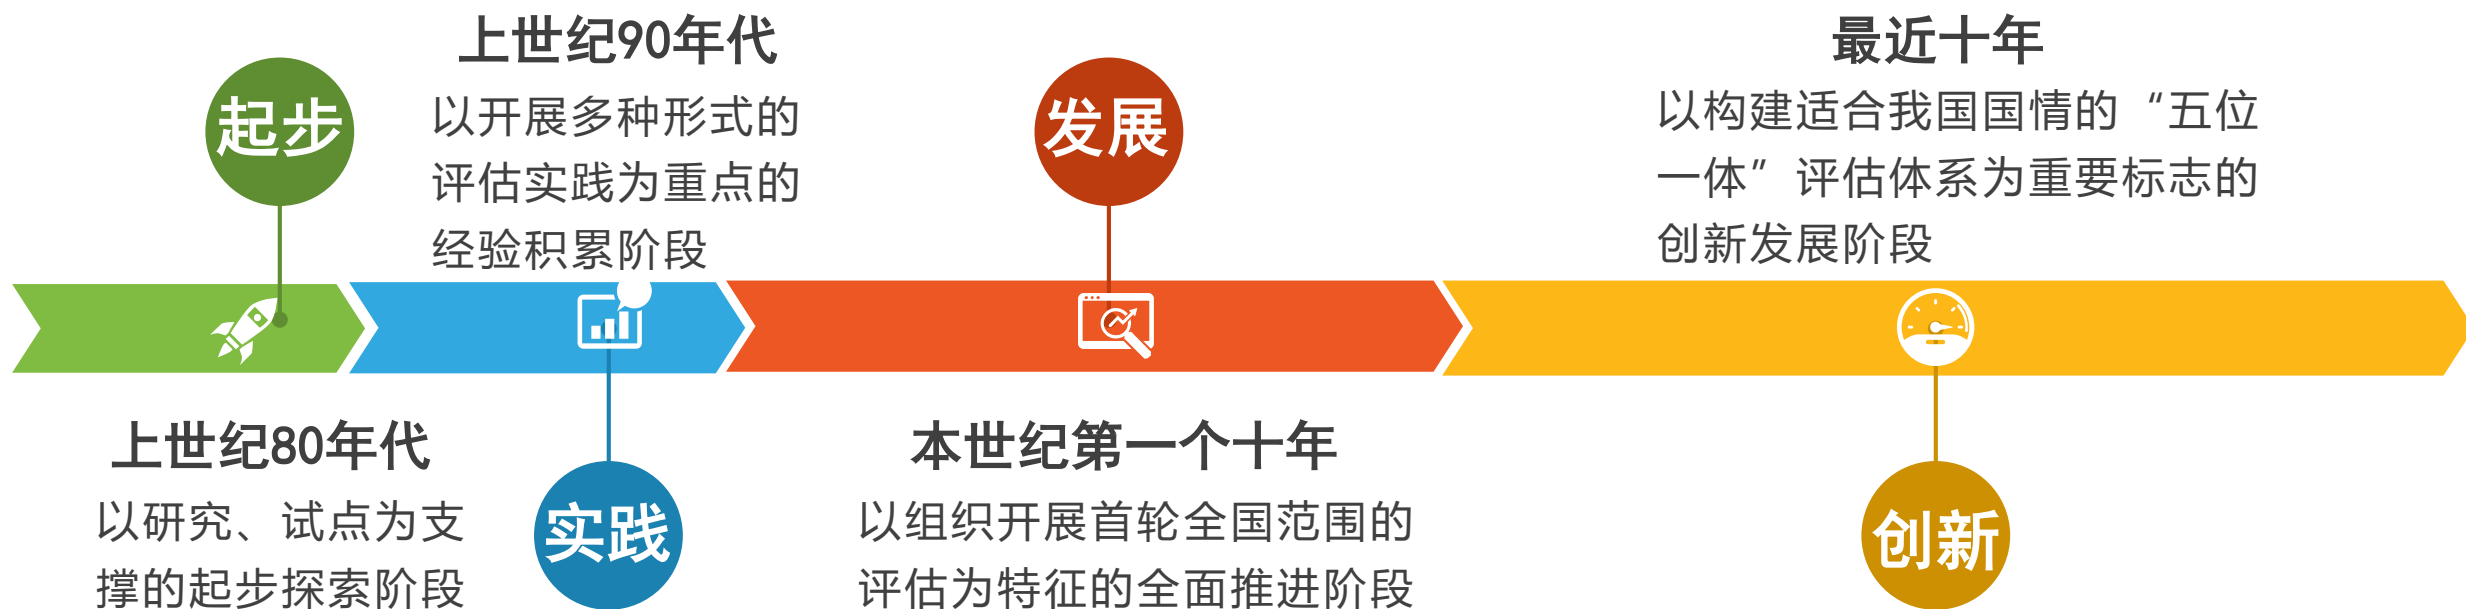 起步
上世纪80年代
以研究、试点为支
撑的起步探索阶段
上世纪90年代
以开展多种形式的
评估实践为重点的
经验积累阶段
实践
发展
本世纪第一个十年
以组织开展首轮全国范围的
评估为特征的全面推进阶段
最近十年
以构建适合我国国情的“五位
一体”评估体系为重要标志的
创新发展阶段
创新